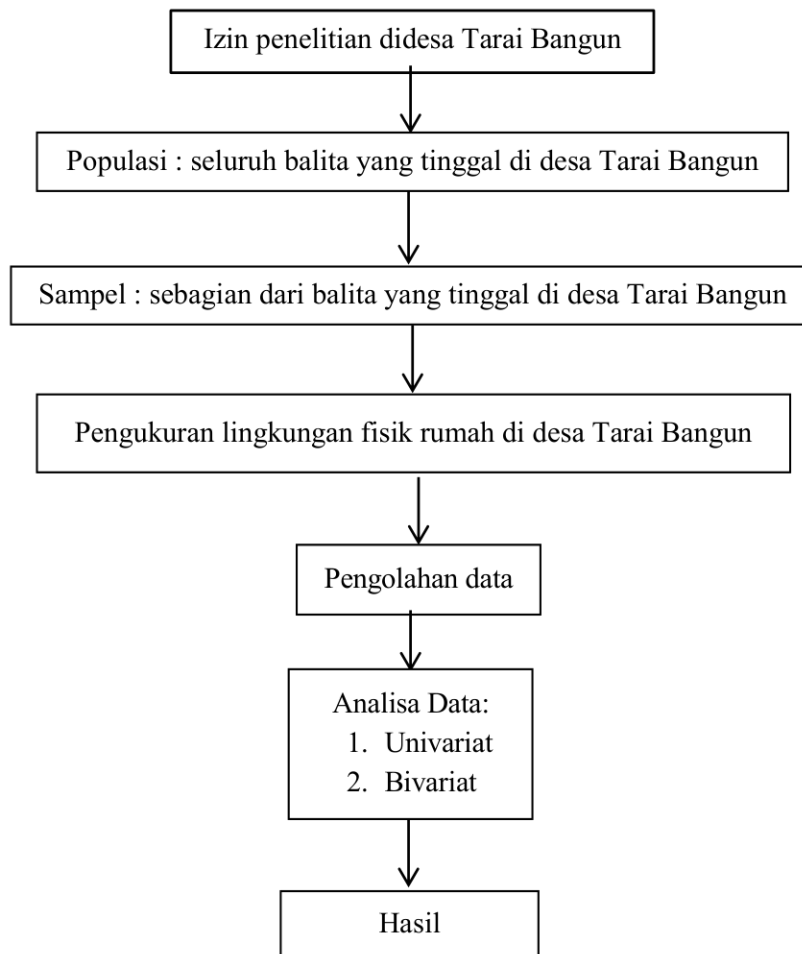 Izin penelitian didesa Tarai Bangun
Populasi : seluruh balita yang tinggal di desa Tarai Bangun
Sampel : sebagian dari balita yang tinggal di desa Tarai Bangun
Pengukuran lingkungan fisik rumah di desa Tarai Bangun
Pengolahan data
Analisa Data:
1. Univariat
2. Bivariat
Hasil